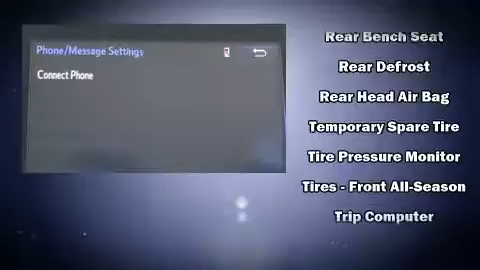 Phone/Message Settings
Connect Phone
Rear Bench Seat
Rear Defrost
Rear Head Air Bag
Temporary Spare Tire
Tire Pressure Monitor
Tires - Front All-Season
Trip Computer